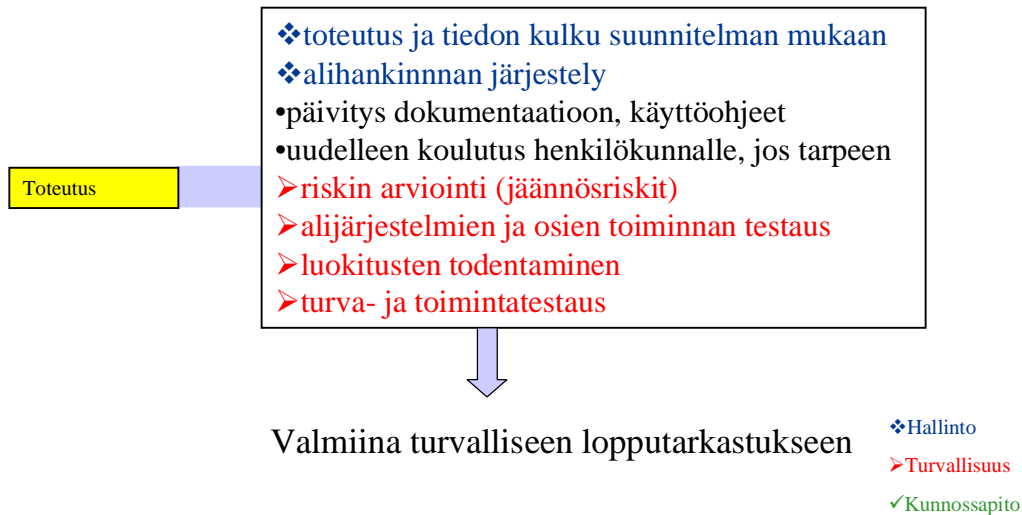 ❖toteutus ja tiedon kulku suunnitelman mukaan
❖alihankinnnan järjestely
•päivitys dokumentaatioon, käyttöohjeet
•uudelleen koulutus henkilökunnalle, jos tarpeen
Toteutus
➢riskin arviointi (jäännösriskit)
➢alijärjestelmien ja osien toiminnan testaus
➢luokitusten todentaminen
➢turva- ja toimintatestaus
Valmiina turvalliseen lopputarkastukseen
❖Hallinto
➢Turvallisuus
✓Kunnossapito